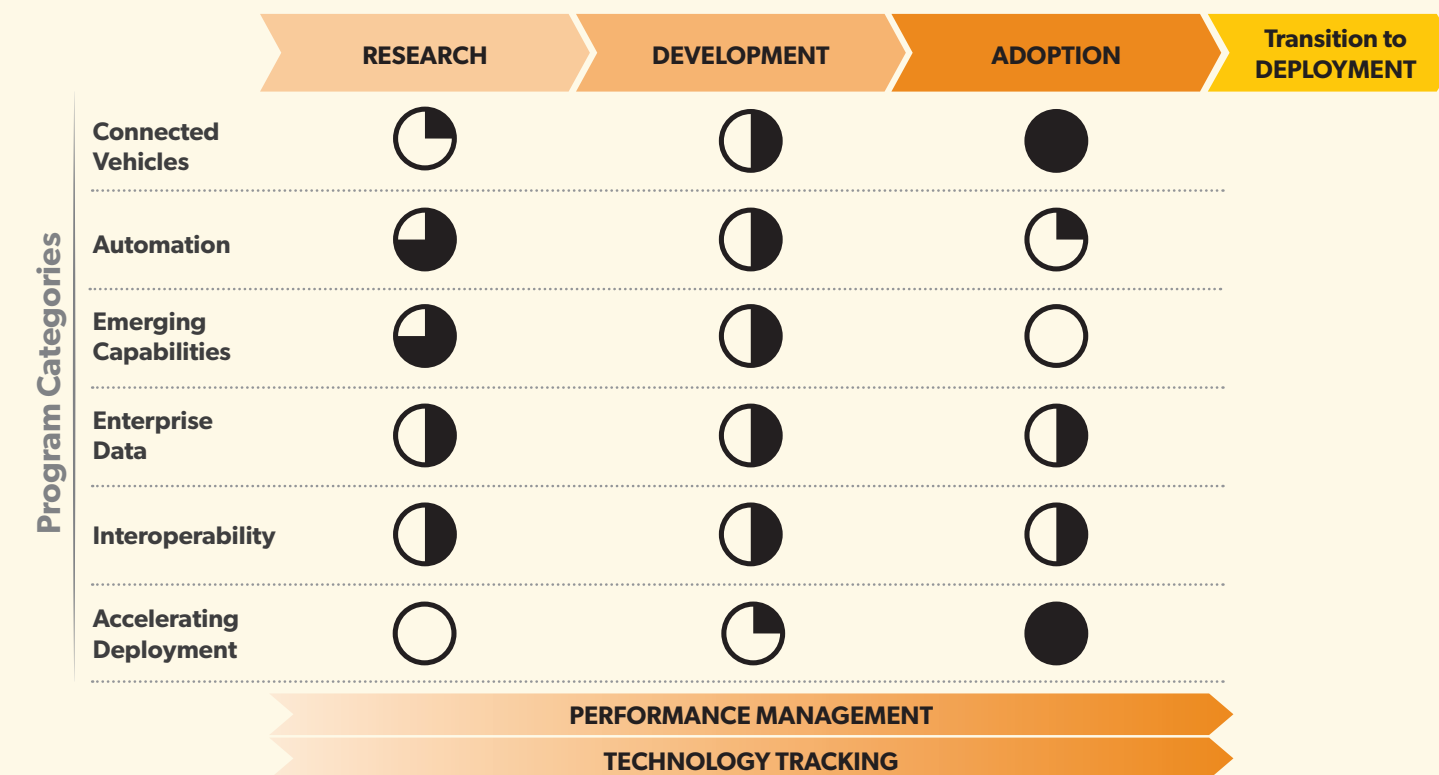 RESEARCH
DEVELOPMENT
ADOPTION
Transition to
DEPLOYMENT
Program Categories
Connected
Vehicles
Automation
Emerging
Capabilities
Enterprise
Data
Interoperability
Accelerating
Deployment
PERFORMANCE MANAGEMENT
TECHNOLOGY TRACKING